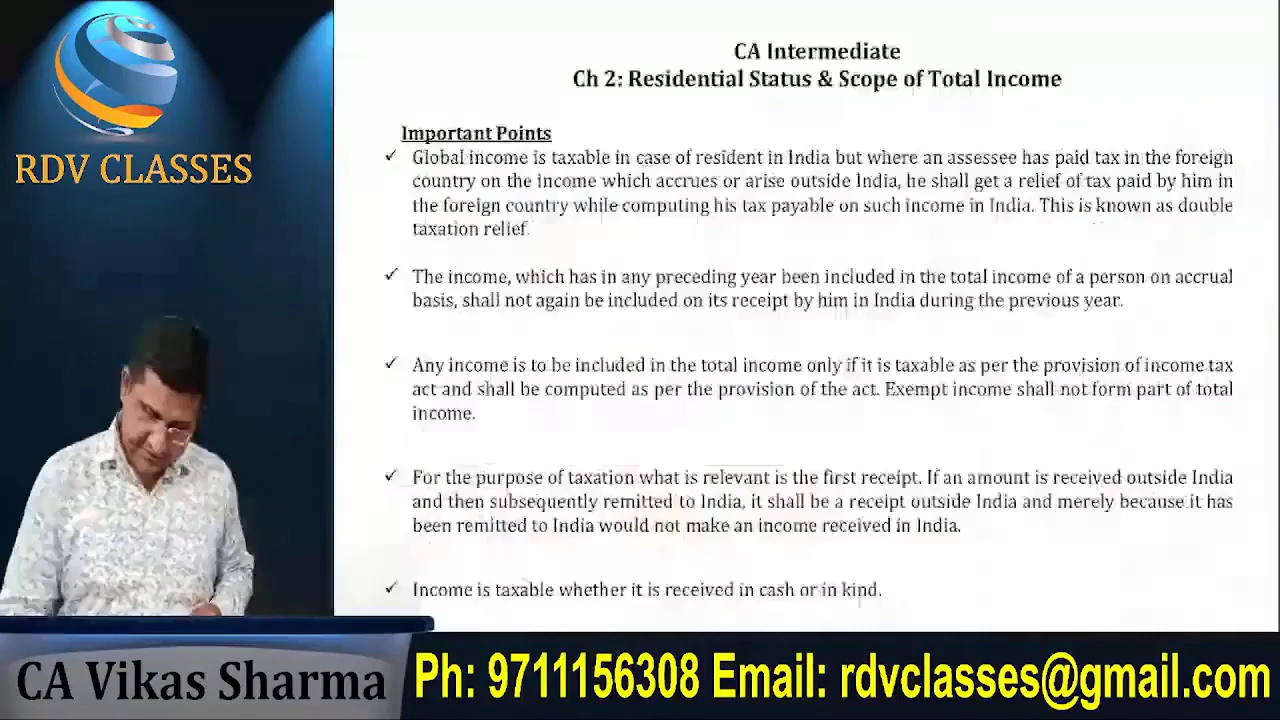 RDV CLASSES
CA Intermediate
Ch 2: Residential Status & Scope of Total Income
Important Points
✓ Global income is taxable in case of resident in India but where an assessee has paid tax in the foreign
country on the income which accrues or arise outside India, he shall get a relief of tax paid by him in
the foreign country while computing his tax payable on such income in India. This is known as double
taxation relief.
✓ The income, which has in any preceding year been included in the total income of a person on accrual
basis, shall not again be included on its receipt by him in India during the previous year.
✓ Any income is to be included in the total income only if it is taxable as per the provision of income tax
act and shall be computed as per the provision of the act. Exempt income shall not form part of total
income.
✓ For the purpose of taxation what is relevant is the first receipt. If an amount is received outside India
and then subsequently remitted to India, it shall be a receipt outside India and merely because it has
been remitted to India would not make an income received in India.
✓ Income is taxable whether it is received in cash or in kind.
CA Vikas Sharma
Ph: 9711156308 Email: rdvclasses@gmail.com